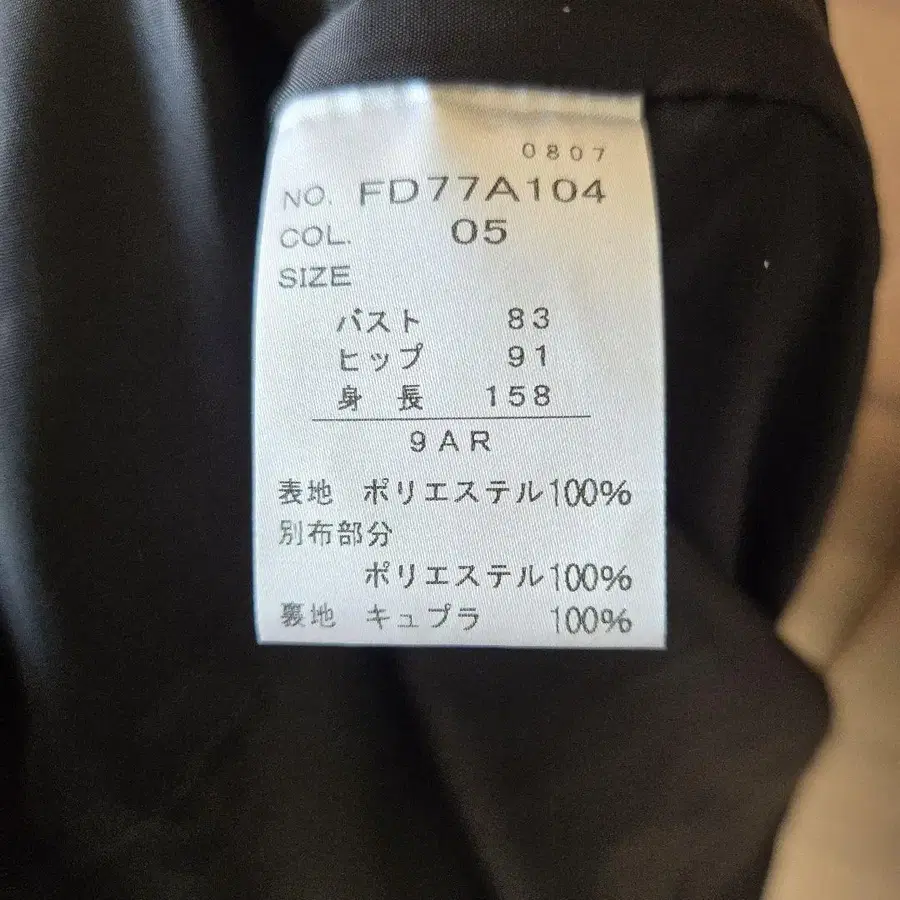 0807
NO. FD77A104
COL. 05
SIZE
バスト 83
ヒップ 91
身 長 158
9AR
表地 ポリエステル100%
別布部分
ポリエステル100%
裏地 キュプラ 100%